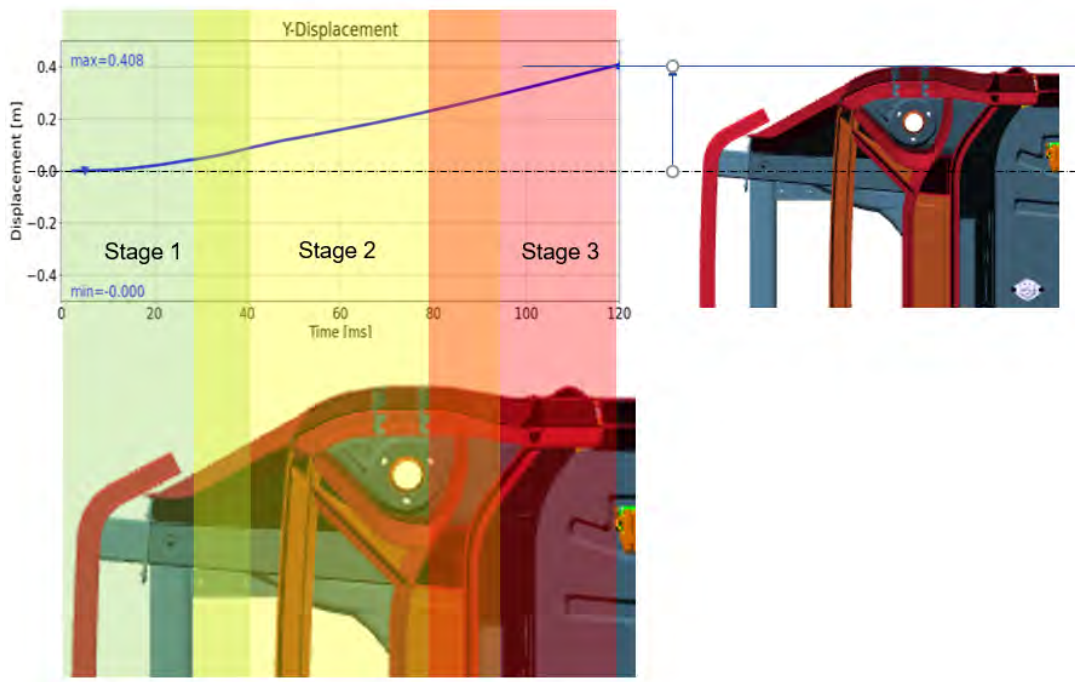 Y-Displacement
max=0.408
0.4
0.2
-0.0
−0.2
−0.4
Displacement [m]
Stage 1
Stage 2
Stage 3
min=-0.000
0
20
40
60
80
100
120
Time [ms]